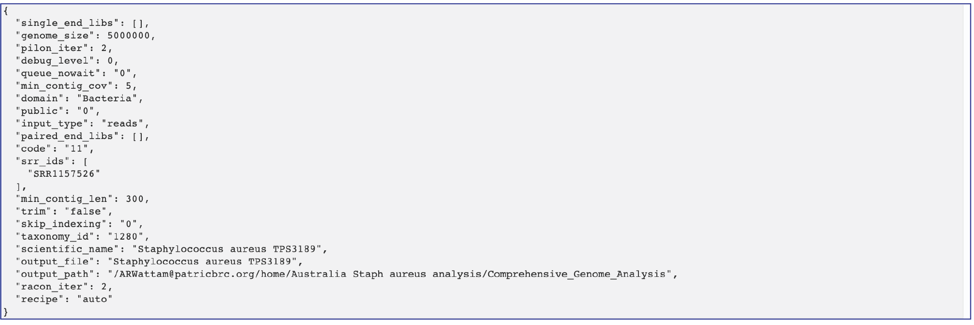 {
"single_end_libs": [],
"genome_size": 5000000,
"pilon_iter": 2,
"debug_level": 0,
"queue_nowait": "0",
"min_contig_cov": 5,
"domain": "Bacteria",
"public": "0",
"input_type": "reads",
"paired_end_libs": [],
"code": "11",
"srr_ids": [
"SRR1157526"
],
"min_contig_len": 300,
"trim": "false",
"skip_indexing": "0",
"taxonomy_id": "1280",
"scientific_name": "Staphylococcus aureus TPS3189",
"output_file": "Staphylococcus aureus TPS3189",
"output_path": "/ARWattam@patricbrc.org/home/Australia Staph aureus analysis/Comprehensive_Genome_Analysis",
"racon_iter": 2,
"recipe": "auto"
}